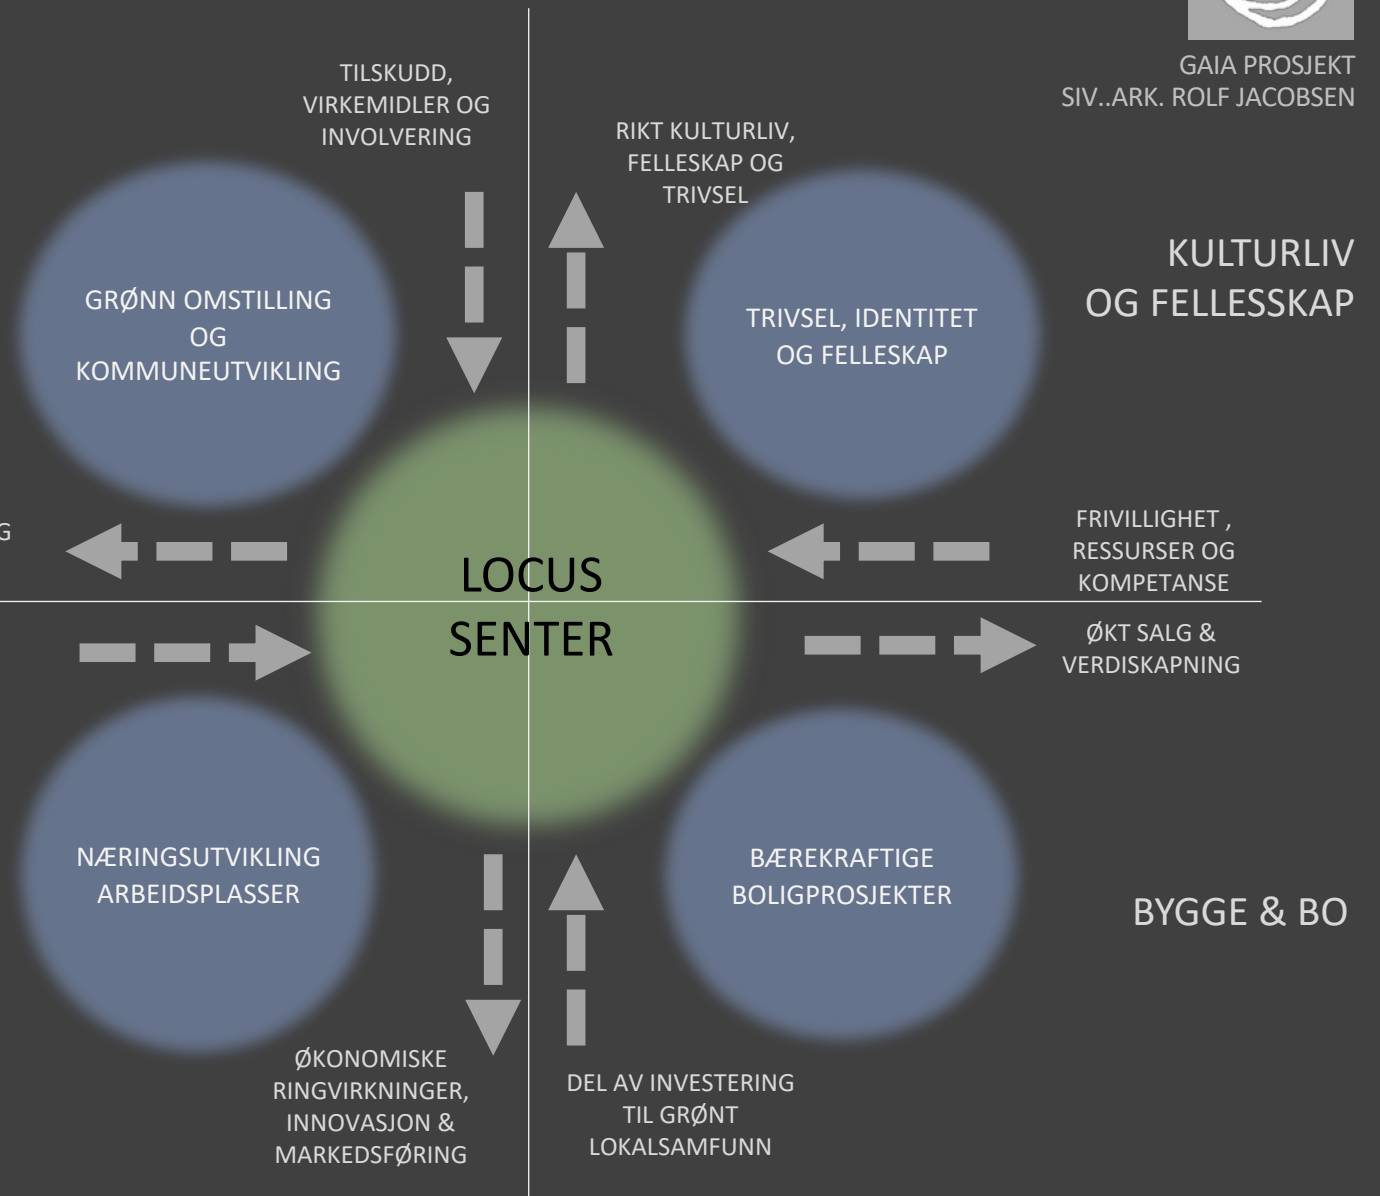 GAIA PROSJEKT
SIV..ARK. ROLF JACOBSEN
TILSKUDD,
VIRKEMIDLER OG
INVOLVERING
RIKT KULTURLIV,
FELLESKAP OG
TRIVSEL
KULTURLIV
OG FELLESSKAP
GRØNN OMSTILLING
OG
KOMMUNEUTVIKLING
TRIVSEL, IDENTITET
OG FELLESKAP
FRIVILLIGHET ,
RESSURSER OG
KOMPETANSE
LOCUS
SENTER
ØKT SALG &
VERDISKAPNING
NÆRINGSUTVIKLING
ARBEIDSPLASSER
BÆREKRAFTIGE
BOLIGPROSJEKTER
BYGGE & BO
ØKONOMISKE
RINGVIRKNINGER,
INNOVASJON &
MARKEDSFØRING
DEL AV INVESTERING
TIL GRØNT
LOKALSAMFUNN